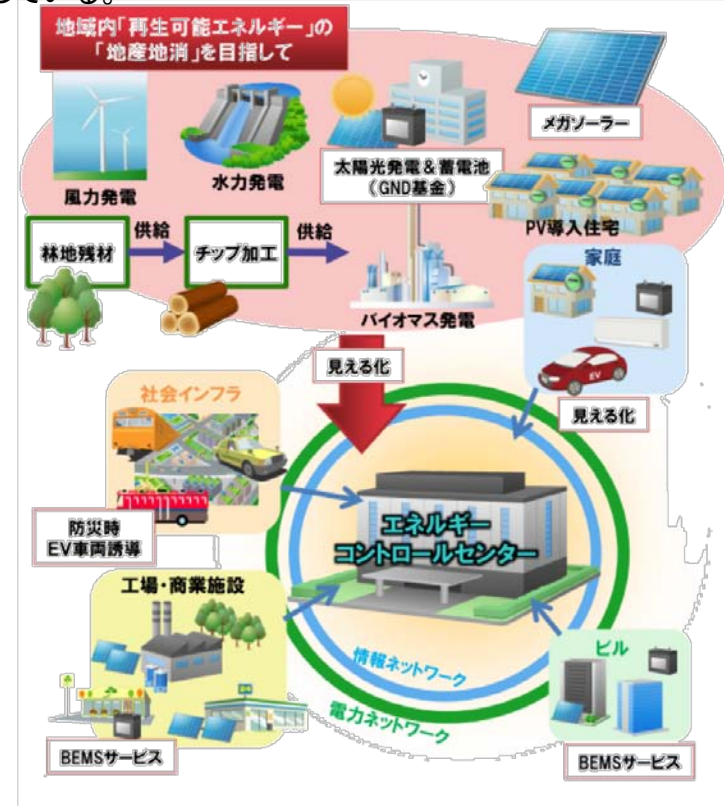 ている。
地域内「再生可能エネルギー」の
「地産地消」を目指して
メガソーラー
風力発電
水力発電
太陽光発電＆蓄電池
（GND基金）
PV導入住宅
林地残材
供給
チップ加工
供給
バイオマス発電
家庭
EV
見える化
見える化
社会インフラ
防災時
EV車両誘導
エネルギー
コントロールセンター
工場・商業施設
情報ネットワーク
電力ネットワーク
ビル
BEMSサービス
BEMSサービス